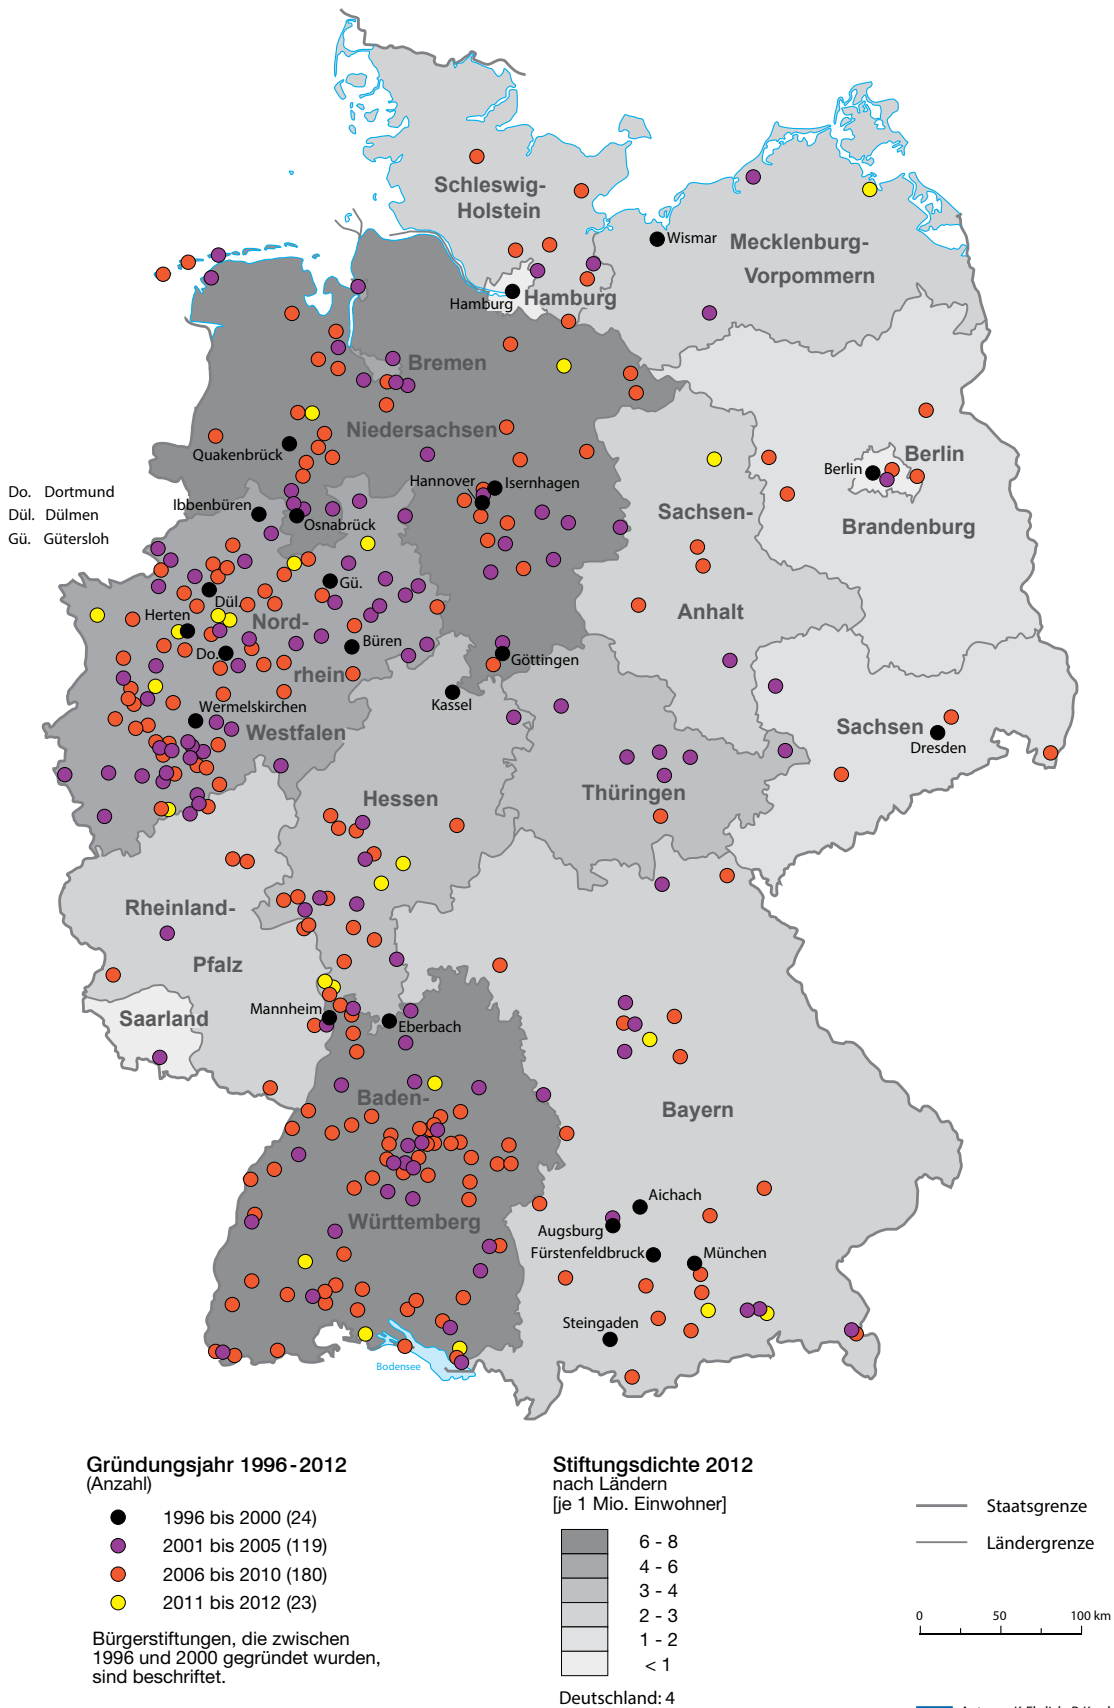 Schleswig-
Holstein
Wismar
Mecklenburg-
Vorpommern
Hamburg
Hamburg
Bremen
Niedersachsen
Quakenbrück
Berlin
Berlin
Hannover
Isernhagen
Do. Dortmund
Dül. Dülmen
Gü. Gütersloh
Ibbenbüren
Osnabrück
Sachsen-
Anhalt
Brandenburg
Gü.
Dül.
Herten
Nord-
rhein
Westfalen
Do.
Büren
Göttingen
Kassel
Wermelskirchen
Sachsen
Dresden
Hessen
Thüringen
Rheinland-
Pfalz
Saarland
Mannheim
Eberbach
Baden-
Württemberg
Bayern
Aichach
Augsburg
Fürstenfeldbruck
München
Steingaden
Bodensee
Gründungsjahr 1996 - 2012
(Anzahl)
1996 bis 2000 (24)
2001 bis 2005 (119)
2006 bis 2010 (180)
2011 bis 2012 (23)
Bürgerstiftungen, die zwischen
1996 und 2000 gegründet wurden,
sind beschriftet.
Stiftungsdichte 2012
nach Ländern
[je 1 Mio. Einwohner]
6 - 8
4 - 6
3 - 4
2 - 3
1 - 2
< 1
Deutschland: 4
Staatsgrenze
Ländergrenze
0 50 100 km